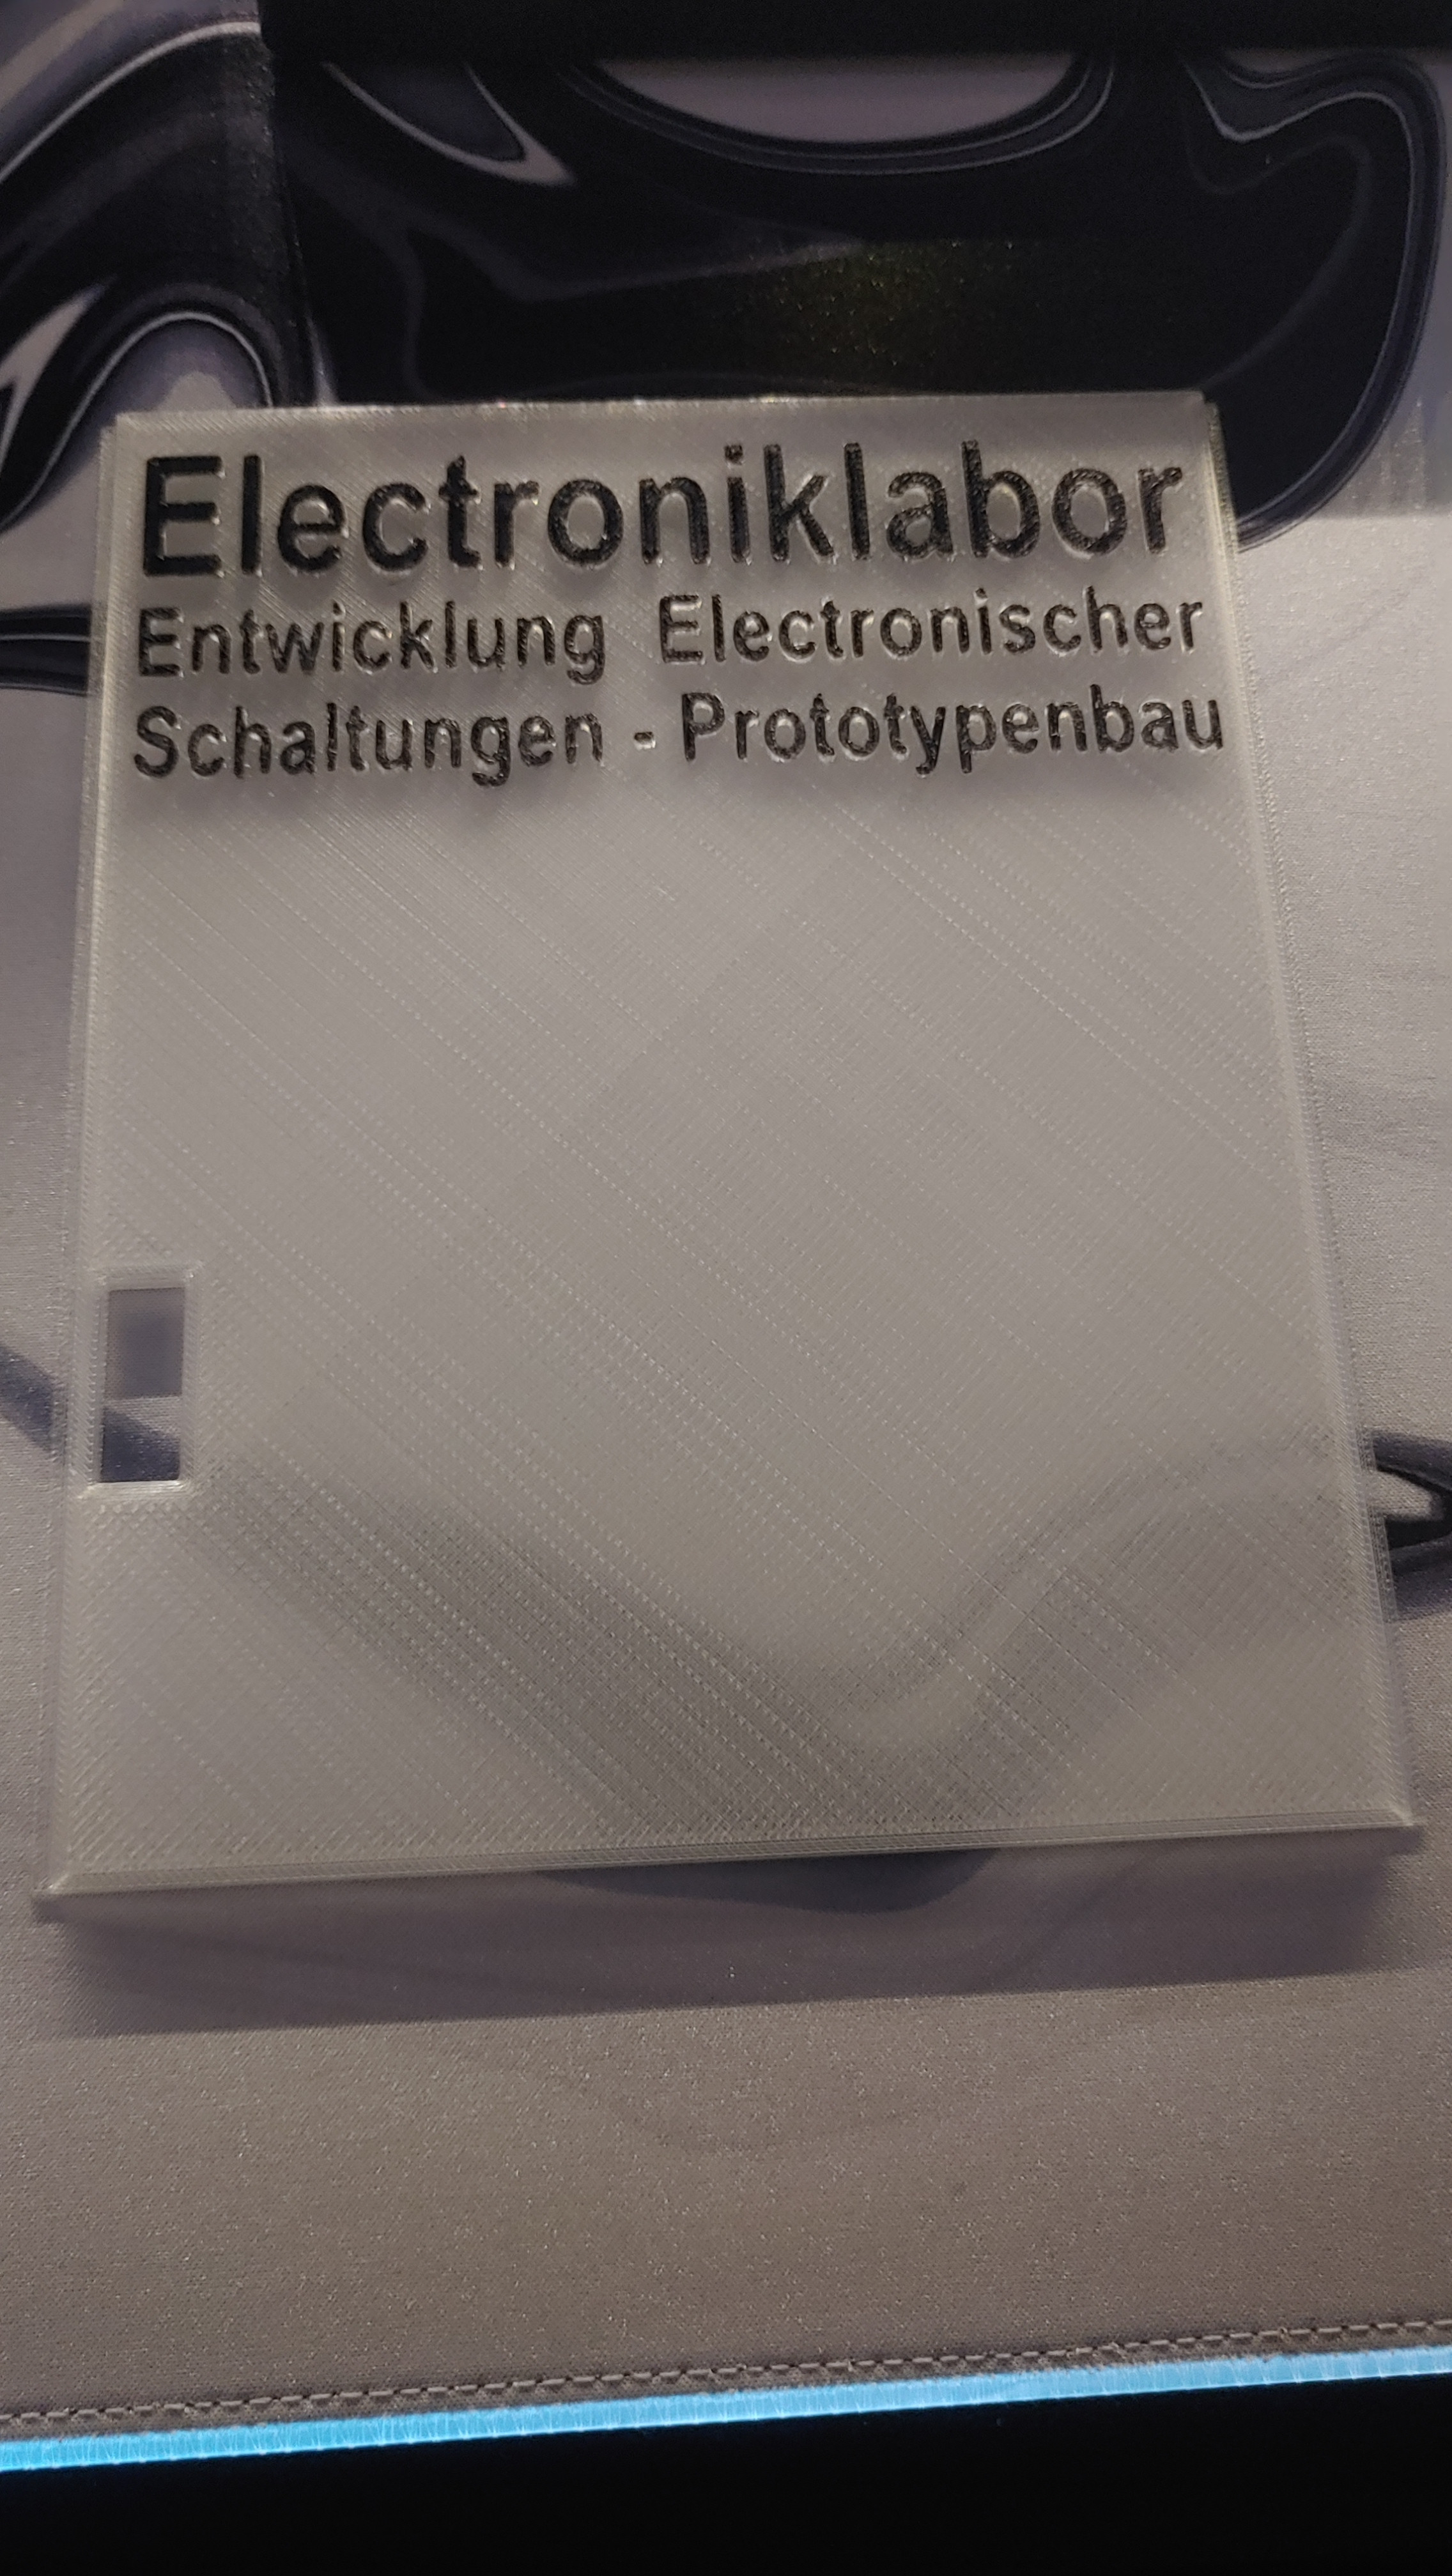 Electroniklabor
Entwicklung Electronischer
Schaltungen - Prototypenbau